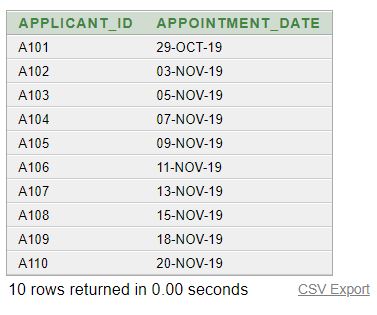 APPLICANT_ID APPOINTMENT_DATE
A101 29-OCT-19
A102 03-NOV-19
A103 05-NOV-19
A104 07-NOV-19
A105 09-NOV-19
A106 11-NOV-19
A107 13-NOV-19
A108 15-NOV-19
A109 18-NOV-19
A110 20-NOV-19
10 rows returned in 0.00 seconds CSV Export